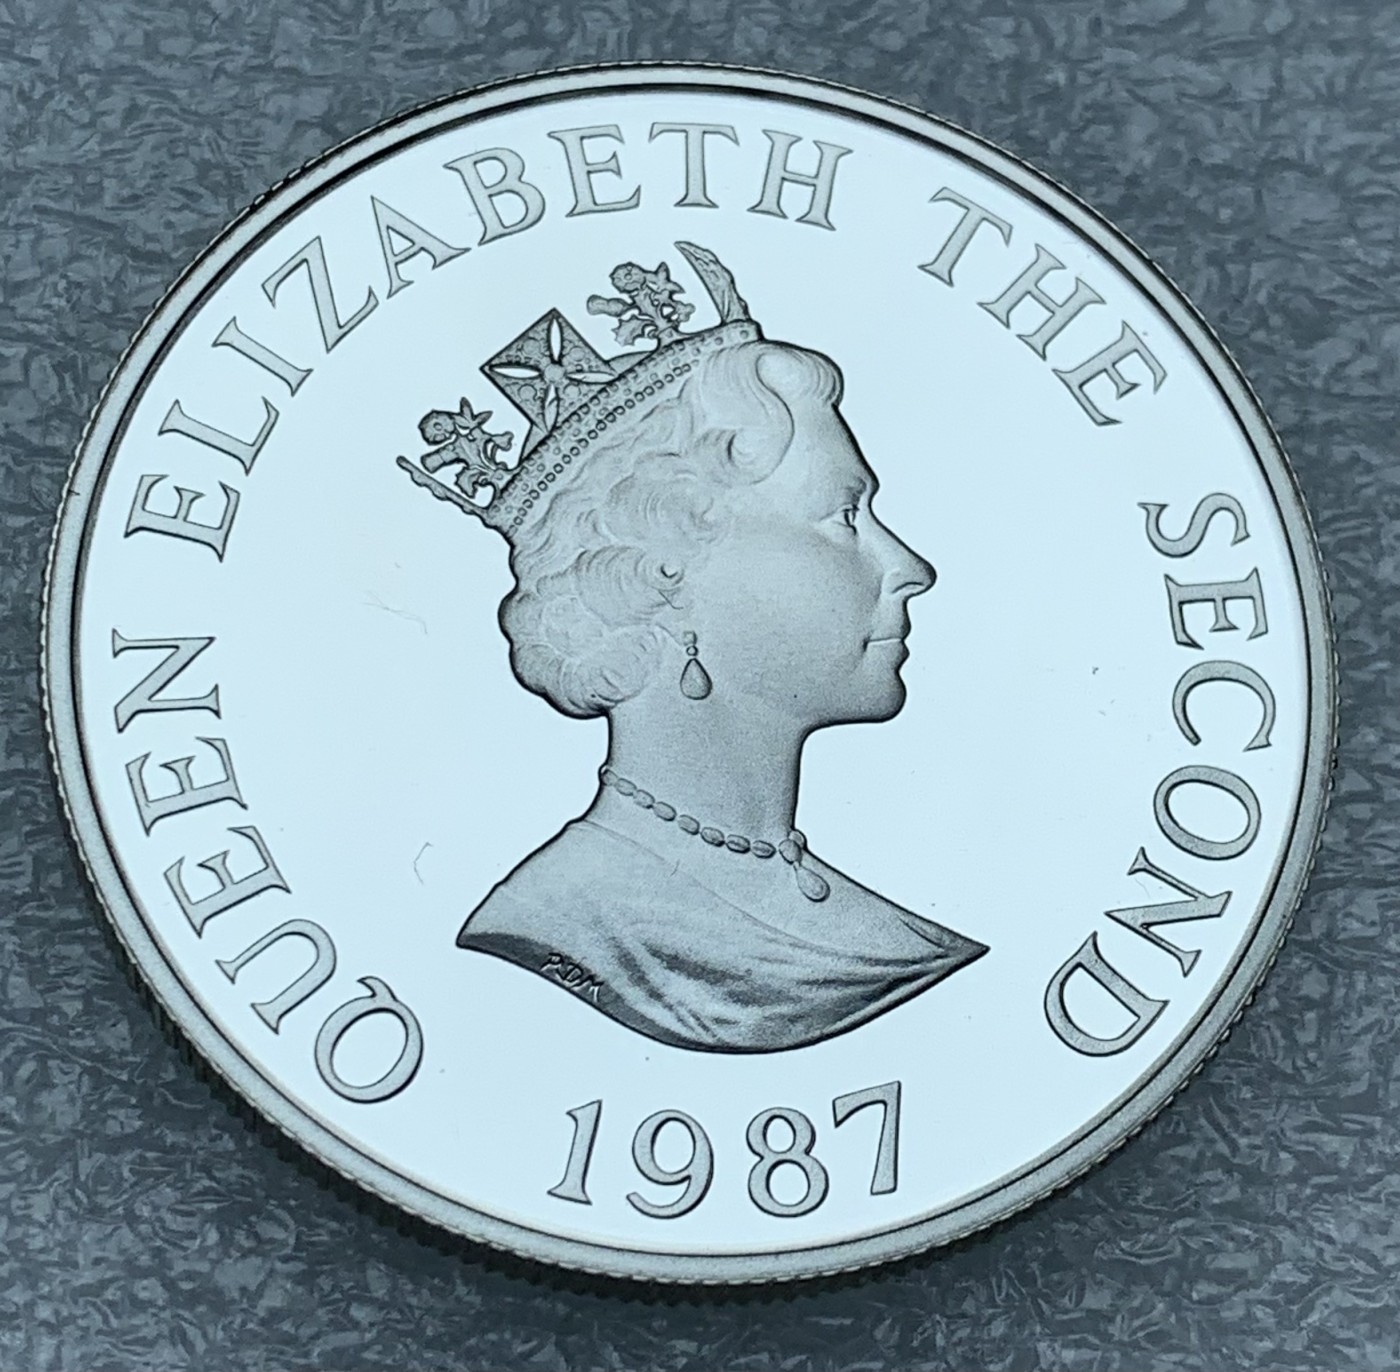 QUEEN ELIZABETH THE SECOND
1987
RDM